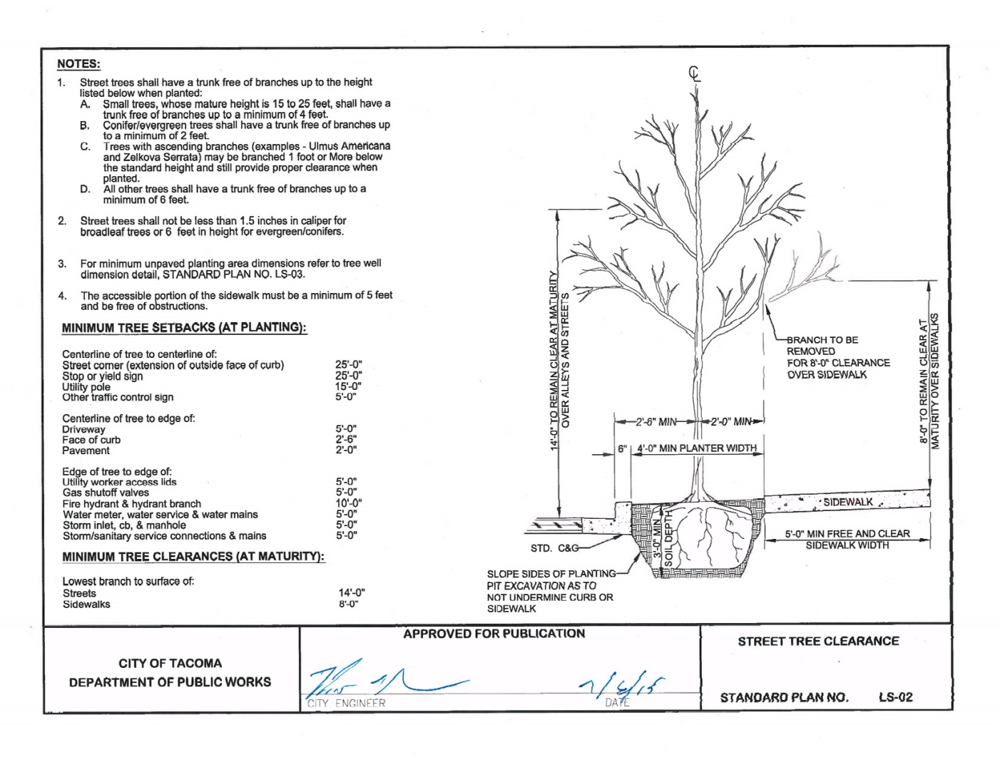 NOTES:
1. Street trees shall have a trunk free of branches up to the height
listed below when planted:
A. Small trees, whose mature height is 15 to 25 feet, shall have a
trunk free of branches up to a minimum of 4 feet.
B. Conifer/evergreen trees shall have a trunk free of branches up
to a minimum of 2 feet.
C. Trees with ascending branches (examples - Ulmus Americana
and Zelkova Serrata) may be branched 1 foot or More below
the standard height and still provide proper clearance when
planted.
D. All other trees shall have a trunk free of branches up to a
minimum of 6 feet.
2. Street trees shall not be less than 1.5 inches in caliper for
broadleaf trees or 6 feet in height for evergreen/conifers.
3. For minimum unpaved planting area dimensions refer to tree well
dimension detail, STANDARD PLAN NO. LS-03.
4. The accessible portion of the sidewalk must be a minimum of 5 feet
and be free of obstructions.
MINIMUM TREE SETBACKS (AT PLANTING):
Centerline of tree to centerline of:
Street corner (extension of outside face of curb) 25'-0"
Stop or yield sign 25'-0"
Utility pole 15'-0"
Other traffic control sign 5'-0"
Centerline of tree to edge of:
Driveway 5'-0"
Face of curb 2'-6"
Pavement 2'-0"
Edge of tree to edge of:
Utility worker access lids 5'-0"
Gas shutoff valves 5'-0"
Fire hydrant & hydrant branch 10'-0"
Water meter, water service & water mains 5'-0"
Storm inlet, cb, & manhole 5'-0"
Storm/sanitary service connections & mains 5'-0"
MINIMUM TREE CLEARANCES (AT MATURITY):
Lowest branch to surface of:
Streets 14'-0"
Sidewalks 8'-0"
℄
14'-0" TO REMAIN CLEAR AT MATURITY
OVER ALLEYS AND STREETS
BRANCH TO BE
REMOVED
FOR 8'-0" CLEARANCE
OVER SIDEWALK
8'-0" TO REMAIN CLEAR AT
MATURITY OVER SIDEWALKS
2'-6" MIN 2'-0" MIN
6" 4'-0" MIN PLANTER WIDTH
SIDEWALK
3'-0" MIN
SOIL DEPTH
5'-0" MIN FREE AND CLEAR
SIDEWALK WIDTH
STD. C&G
SLOPE SIDES OF PLANTING
PIT EXCAVATION AS TO
NOT UNDERMINE CURB OR
SIDEWALK
CITY OF TACOMA
DEPARTMENT OF PUBLIC WORKS
APPROVED FOR PUBLICATION
CITY ENGINEER
DATE
STREET TREE CLEARANCE
STANDARD PLAN NO. LS-02